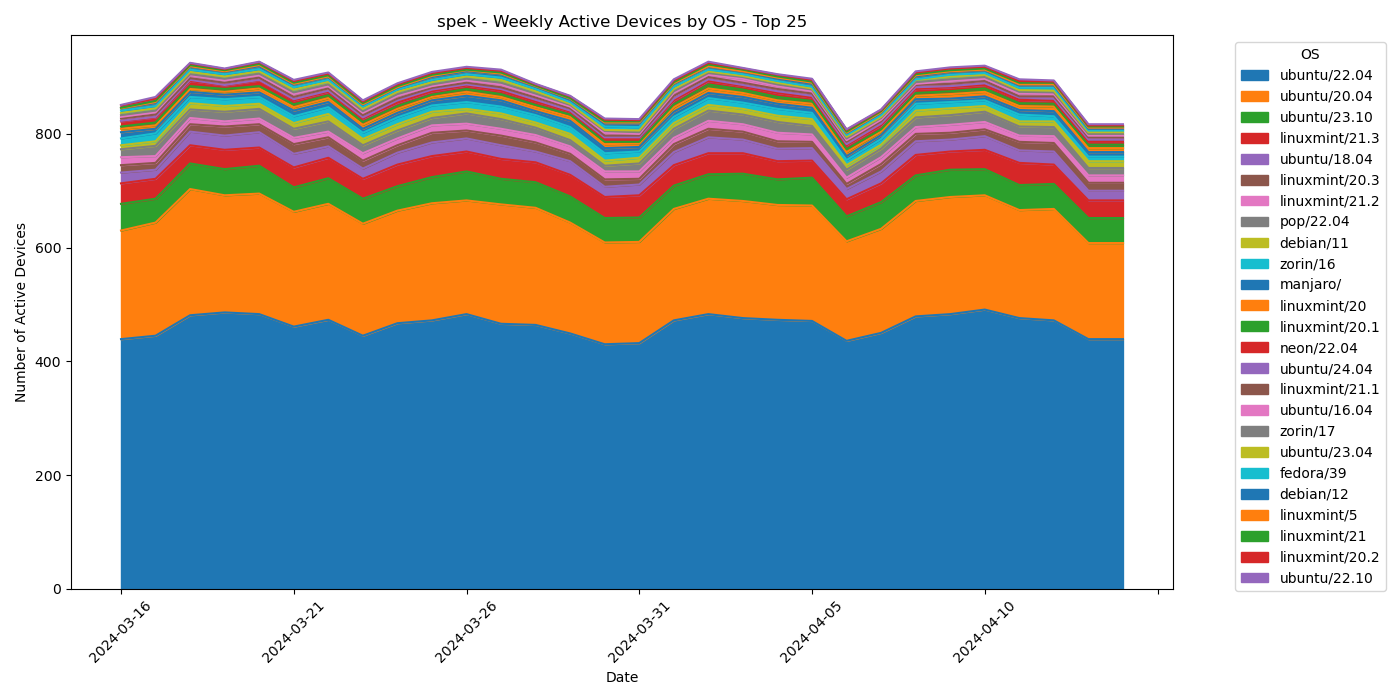 spek - Weekly Active Devices by OS - Top 25
Number of Active Devices
800
600
400
200
0
2024-03-16
2024-03-21
2024-03-26
2024-03-31
2024-04-05
2024-04-10
Date
OS
ubuntu/22.04
ubuntu/20.04
ubuntu/23.10
linuxmint/21.3
ubuntu/18.04
linuxmint/20.3
linuxmint/21.2
pop/22.04
debian/11
zorin/16
manjaro/
linuxmint/20
linuxmint/20.1
neon/22.04
ubuntu/24.04
linuxmint/21.1
ubuntu/16.04
zorin/17
ubuntu/23.04
fedora/39
debian/12
linuxmint/5
linuxmint/21
linuxmint/20.2
ubuntu/22.10